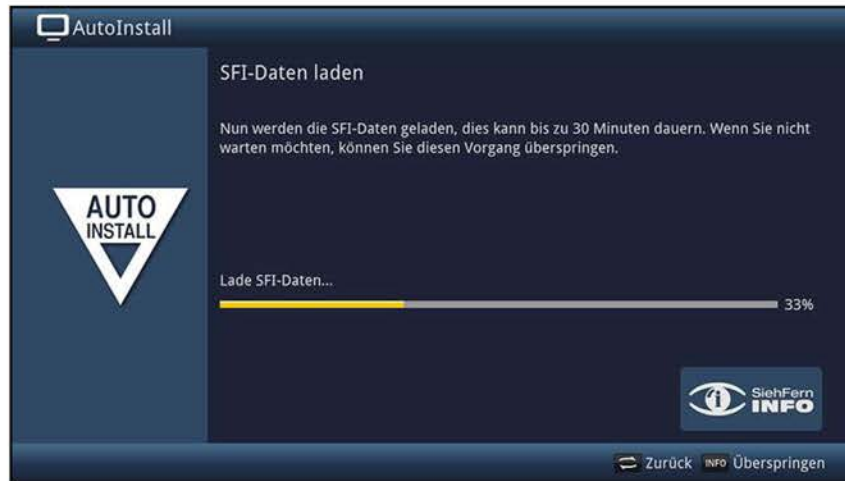 AutoInstall
SFI-Daten laden
Nun werden die SFI-Daten geladen, dies kann bis zu 30 Minuten dauern. Wenn Sie nicht
warten möchten, können Sie diesen Vorgang überspringen.
AUTO
INSTALL
Lade SFI-Daten...
33%
i
SiehFern
INFO
Zurück INFO Überspringen